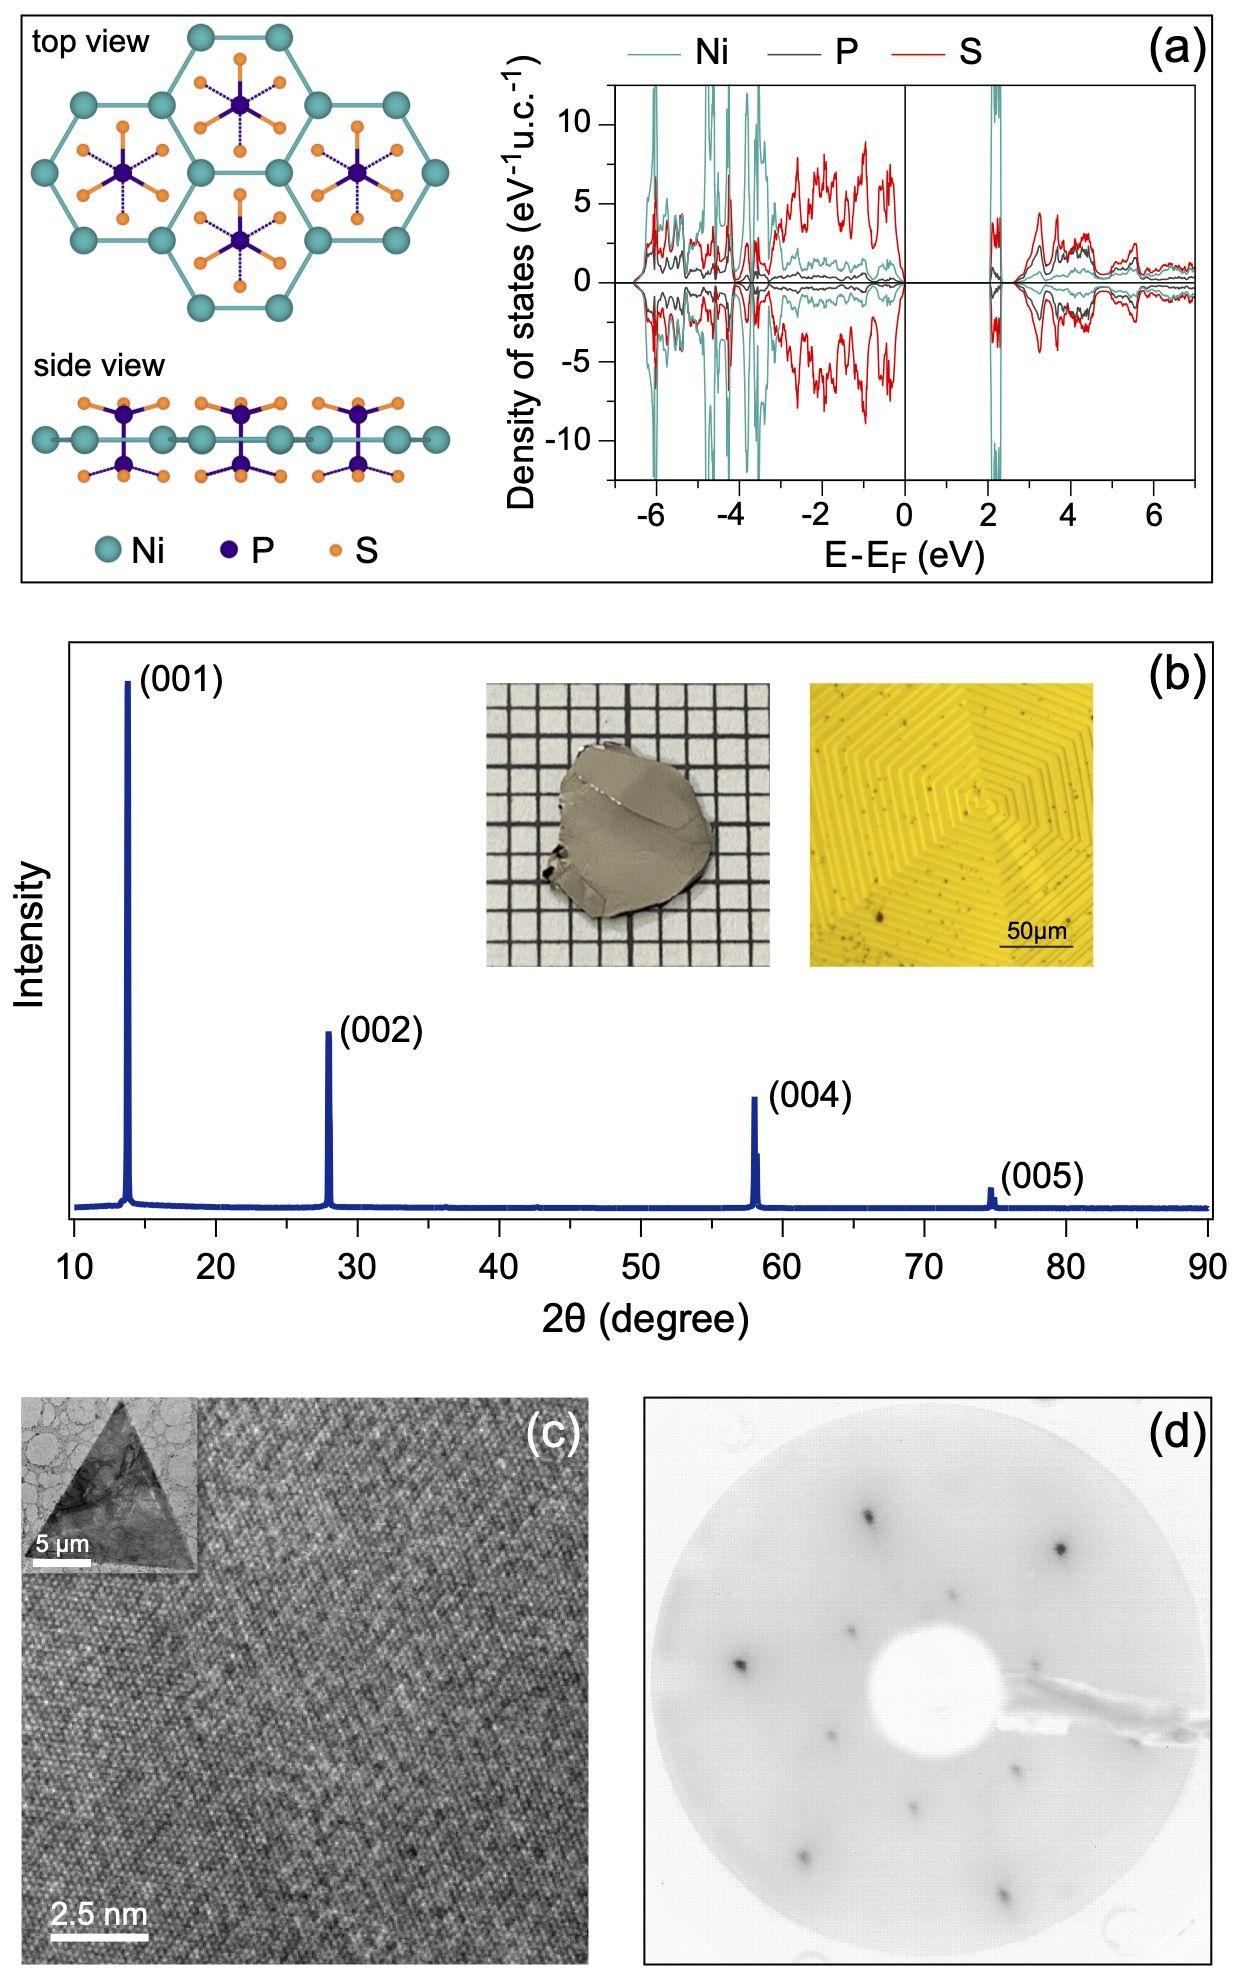 top view
side view
Ni P S
(a)
Ni P S
Density of states (eV⁻¹u.c.⁻¹)
10
5
0
-5
-10
-6 -4 -2 0 2 4 6
E-E_F (eV)
(b)
(001)
(002)
(004)
(005)
50μm
Intensity
10 20 30 40 50 60 70 80 90
2θ (degree)
(c)
5 μm
2.5 nm
(d)